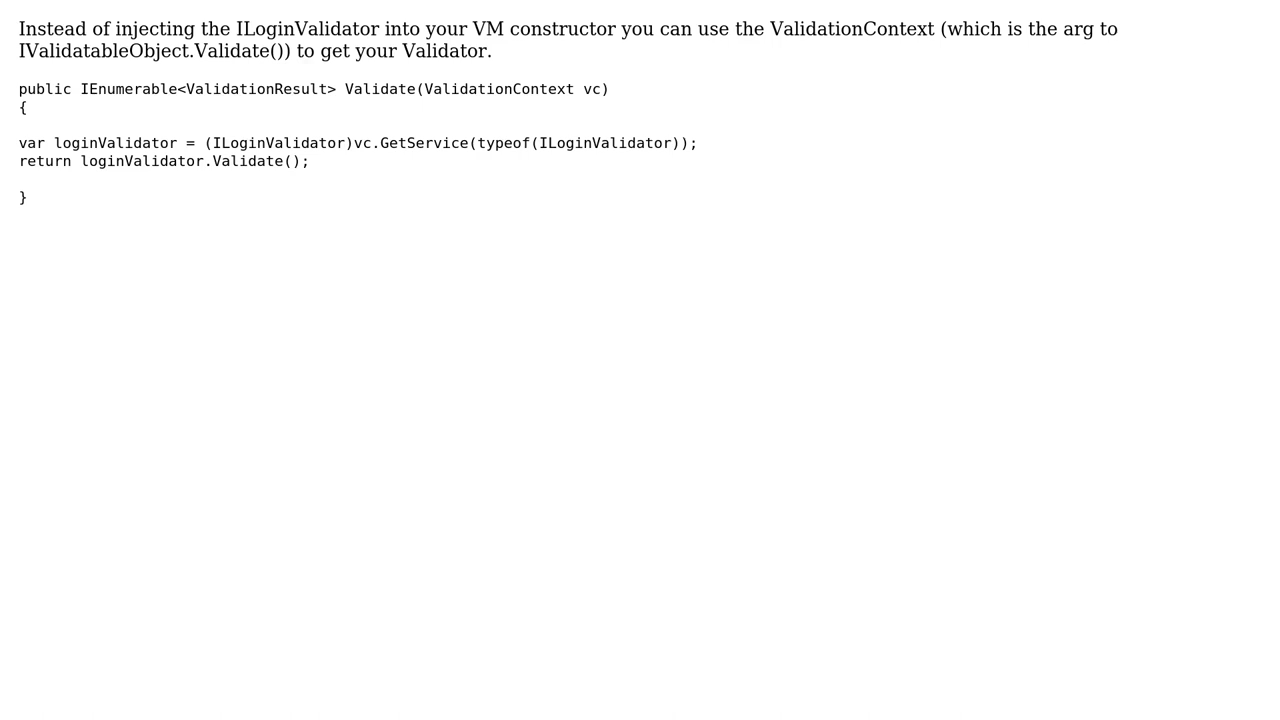 Instead of injecting the ILoginValidator into your VM constructor you can use the ValidationContext (which is the arg to
IValidatableObject.Validate()) to get your Validator.
public IEnumerable<ValidationResult> Validate(ValidationContext vc)
{
var loginValidator = (ILoginValidator)vc.GetService(typeof(ILoginValidator));
return loginValidator.Validate();
}